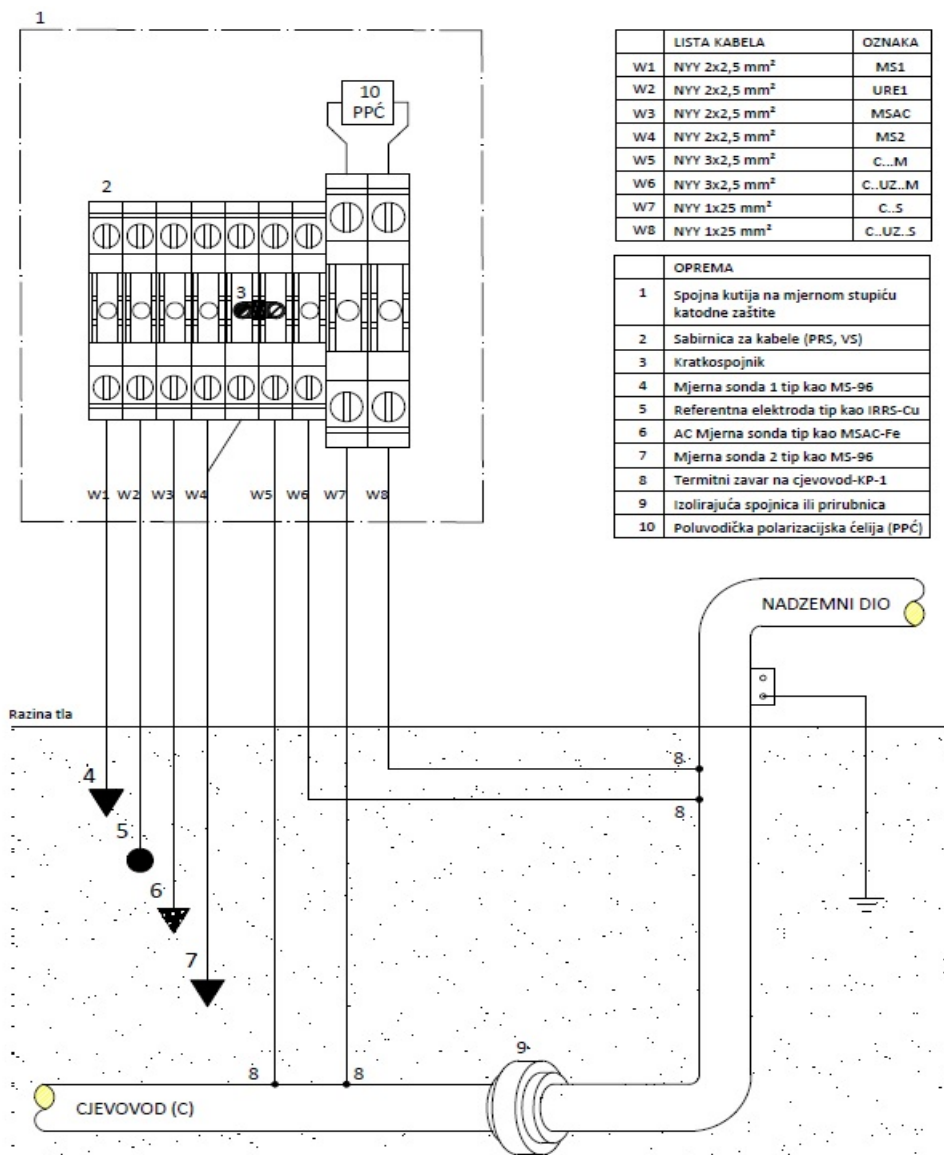 1
LISTA KABELA OZNAKA
W1 NYY 2x2,5 mm² MS1
W2 NYY 2x2,5 mm² URE1
W3 NYY 2x2,5 mm² MSAC
W4 NYY 2x2,5 mm² MS2
W5 NYY 3x2,5 mm² C...M
W6 NYY 3x2,5 mm² C..UZ..M
W7 NYY 1x25 mm² C..S
W8 NYY 1x25 mm² C..UZ..S
OPREMA
1 Spojna kutija na mjernom stupiću
katodne zaštite
2 Sabirnica za kabele (PRS, VS)
3 Kratkospojnik
4 Mjerna sonda 1 tip kao MS-96
5 Referentna elektroda tip kao IRRS-Cu
6 AC Mjerna sonda tip kao MSAC-Fe
7 Mjerna sonda 2 tip kao MS-96
8 Termitni zavar na cjevovod-KP-1
9 Izolirajuća spojnica ili prirubnica
10 Poluvodička polarizacijska ćelija (PPĆ)
10
PPĆ
2
3
W1 W2 W3 W4 W5 W6 W7 W8
NADZEMNI DIO
Razina tla
8
4
8
5
6
7
9
8 8
CJEVOVOD (C)